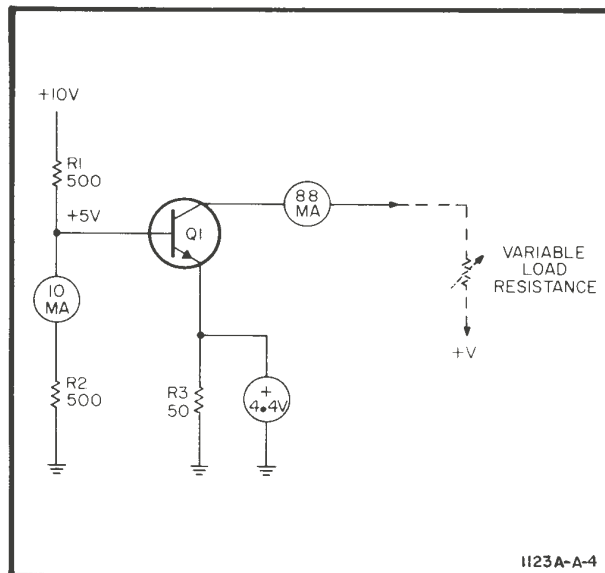 +10V
R1
500
+5V
Q1
88
MA
VARIABLE
LOAD
RESISTANCE
+V
10
MA
R2
500
R3
50
+
4.4V
1123A-A-4